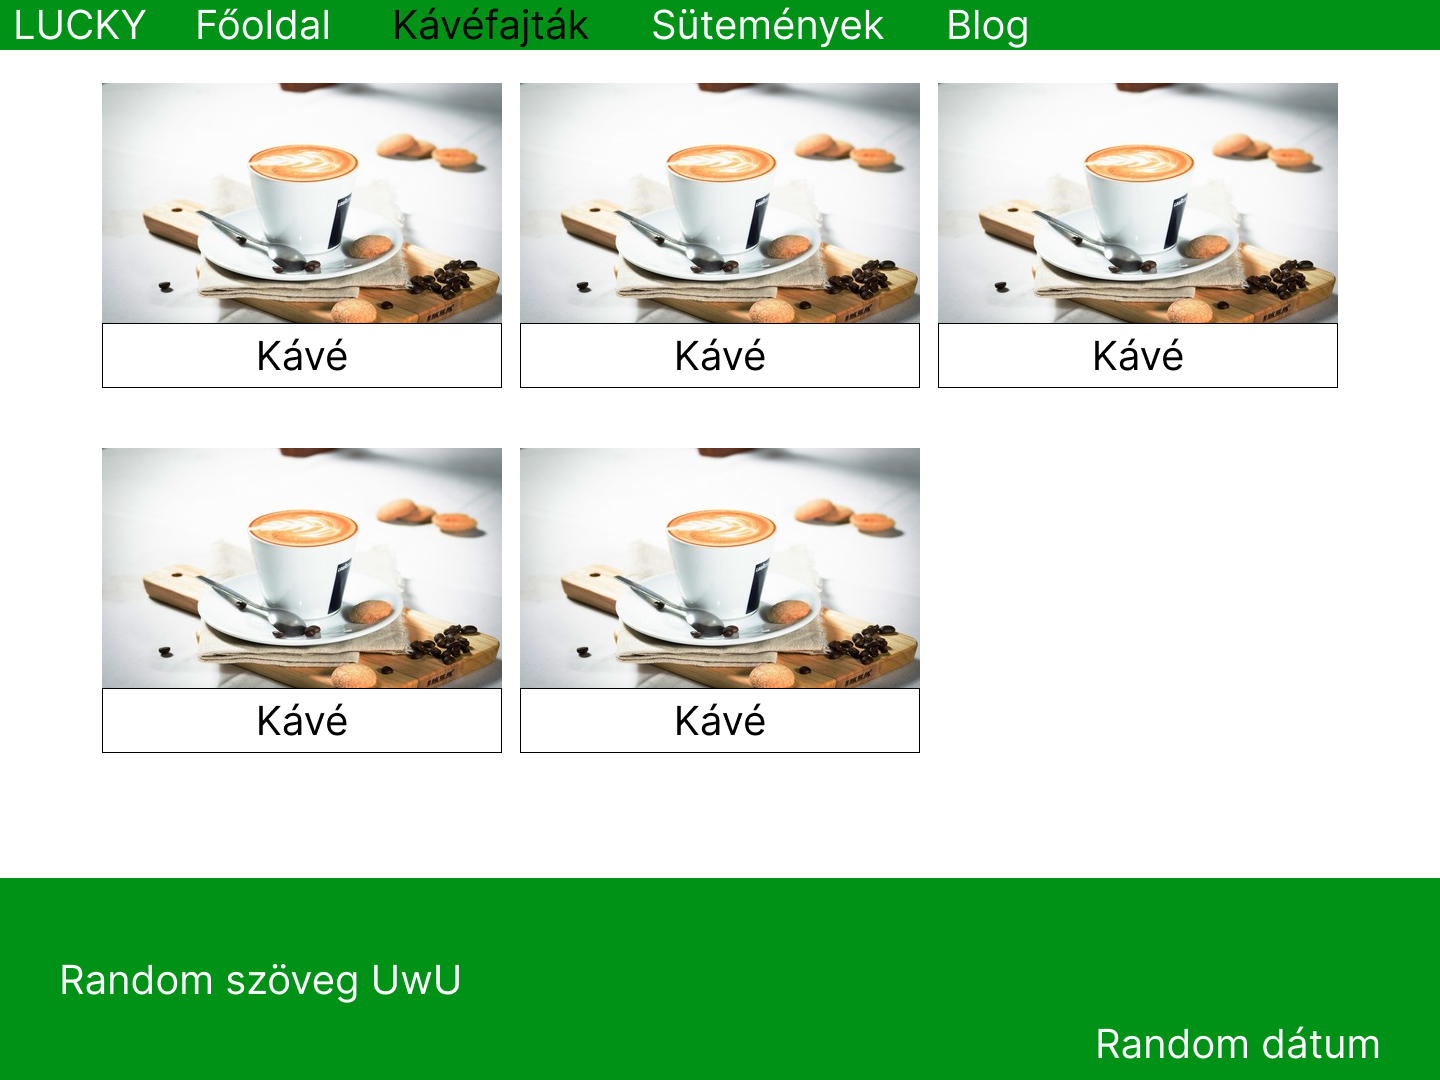 LUCKY Főoldal Kávéfajták Sütemények Blog
Kávé Kávé Kávé
Kávé Kávé
Random szöveg UwU
Random dátum